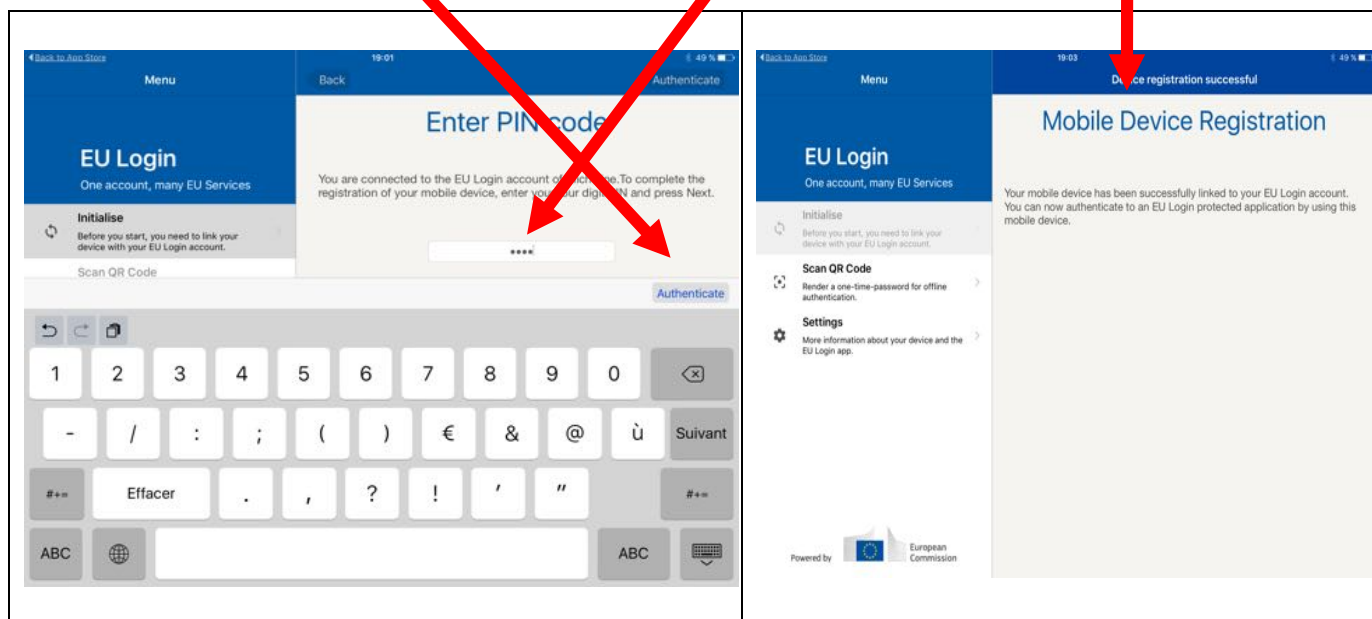 Back to App Store
19:01
49 %
Menu
Back
Authenticate
Enter PIN code
EU Login
One account, many EU Services
You are connected to the EU Login account of
To complete the
registration of your mobile device, enter your four digit PIN and press Next.
Initialise
Before you start, you need to link your
device with your EU Login account.
••••
Scan QR Code
Authenticate
1 2 3 4 5 6 7 8 9 0
- / : ; ( ) € & @ ù Suivant
#+= Effacer . , ? ! ' " #+=
ABC ABC
Back to App Store
19:03
49 %
Menu
Device registration successful
Mobile Device Registration
EU Login
One account, many EU Services
Your mobile device has been successfully linked to your EU Login account.
You can now authenticate to an EU Login protected application by using this
mobile device.
Initialise
Before you start, you need to link your
device with your EU Login account.
Scan QR Code
Render a one-time-password for offline
authentication.
Settings
More information about your device and the
EU Login app.
Powered by
European
Commission